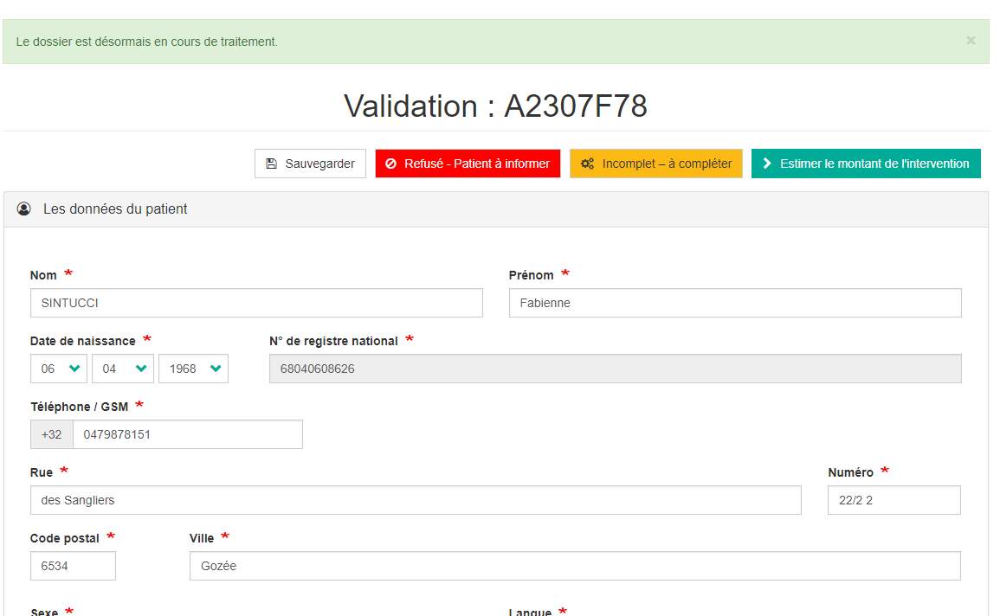 Le dossier est désormais en cours de traitement. ×
Validation : A2307F78
Sauvegarder Refusé - Patient à informer Incomplet – à compléter Estimer le montant de l'intervention
Les données du patient
Nom * Prénom *
SINTUCCI Fabienne
Date de naissance * N° de registre national *
06 04 1968 68040608626
Téléphone / GSM *
+32 0479878151
Rue * Numéro *
des Sangliers 22/2 2
Code postal * Ville *
6534 Gozée
Sexe * Langue *